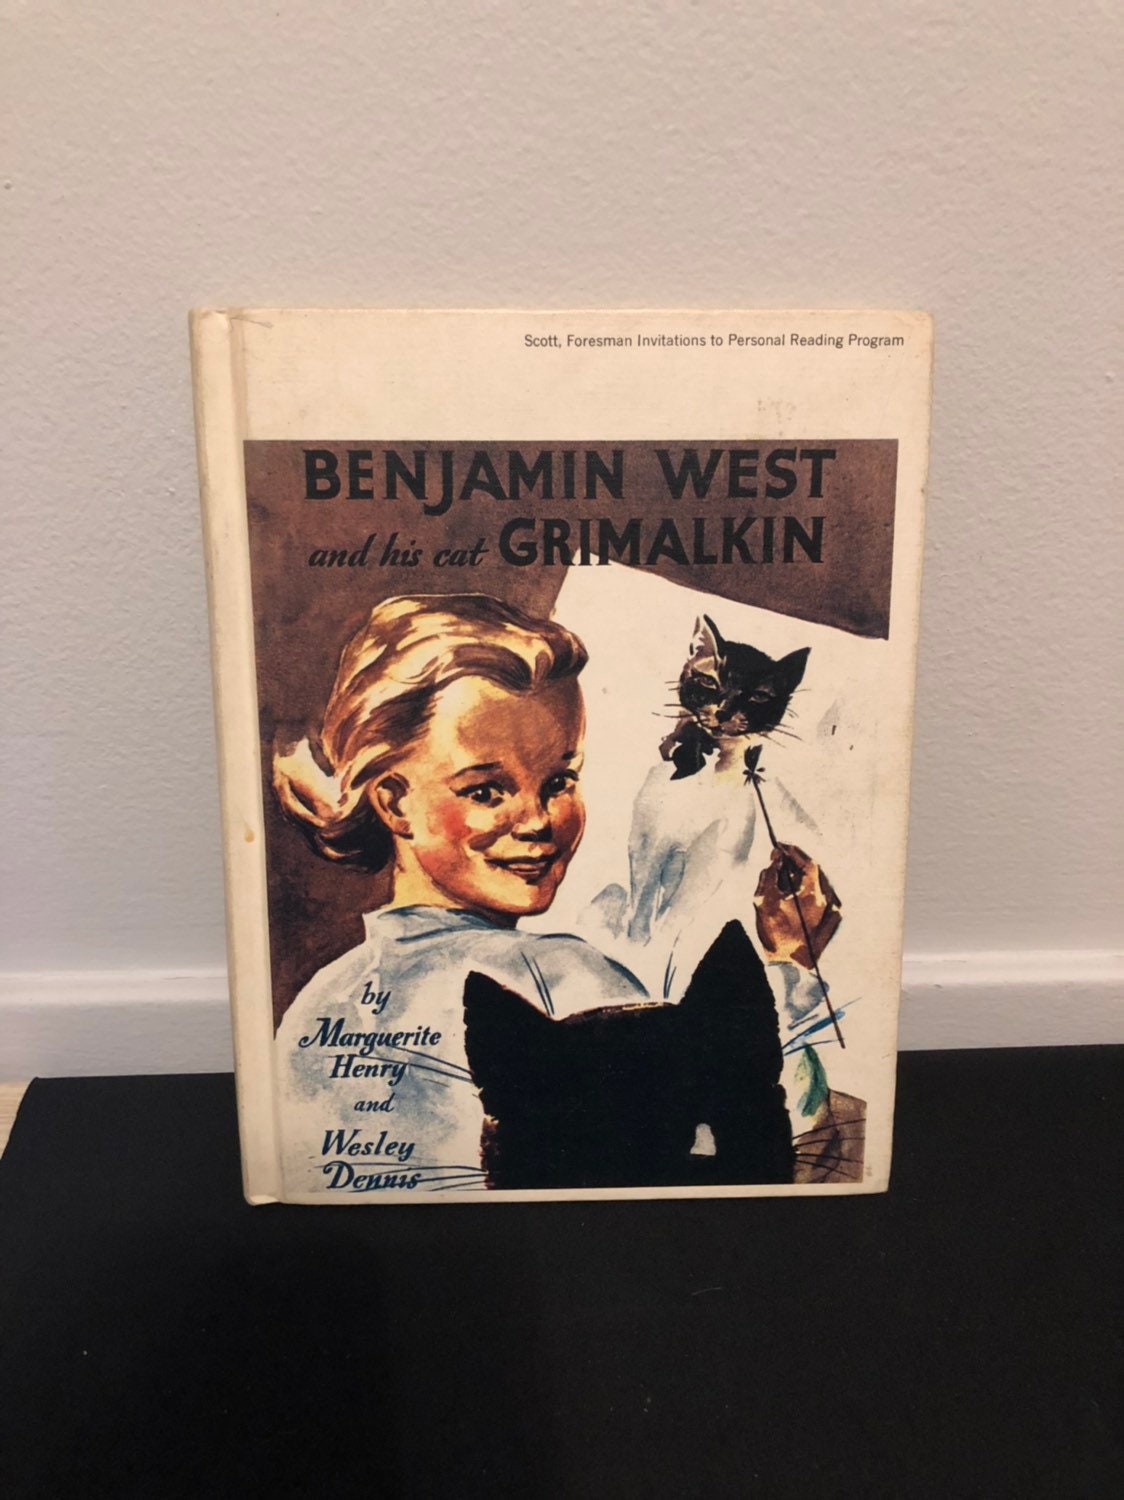 Scott, Foresman Invitations to Personal Reading Program
BENJAMIN WEST
and his cat GRIMALKIN
by
Marguerite
Henry
and
Wesley
Dennis